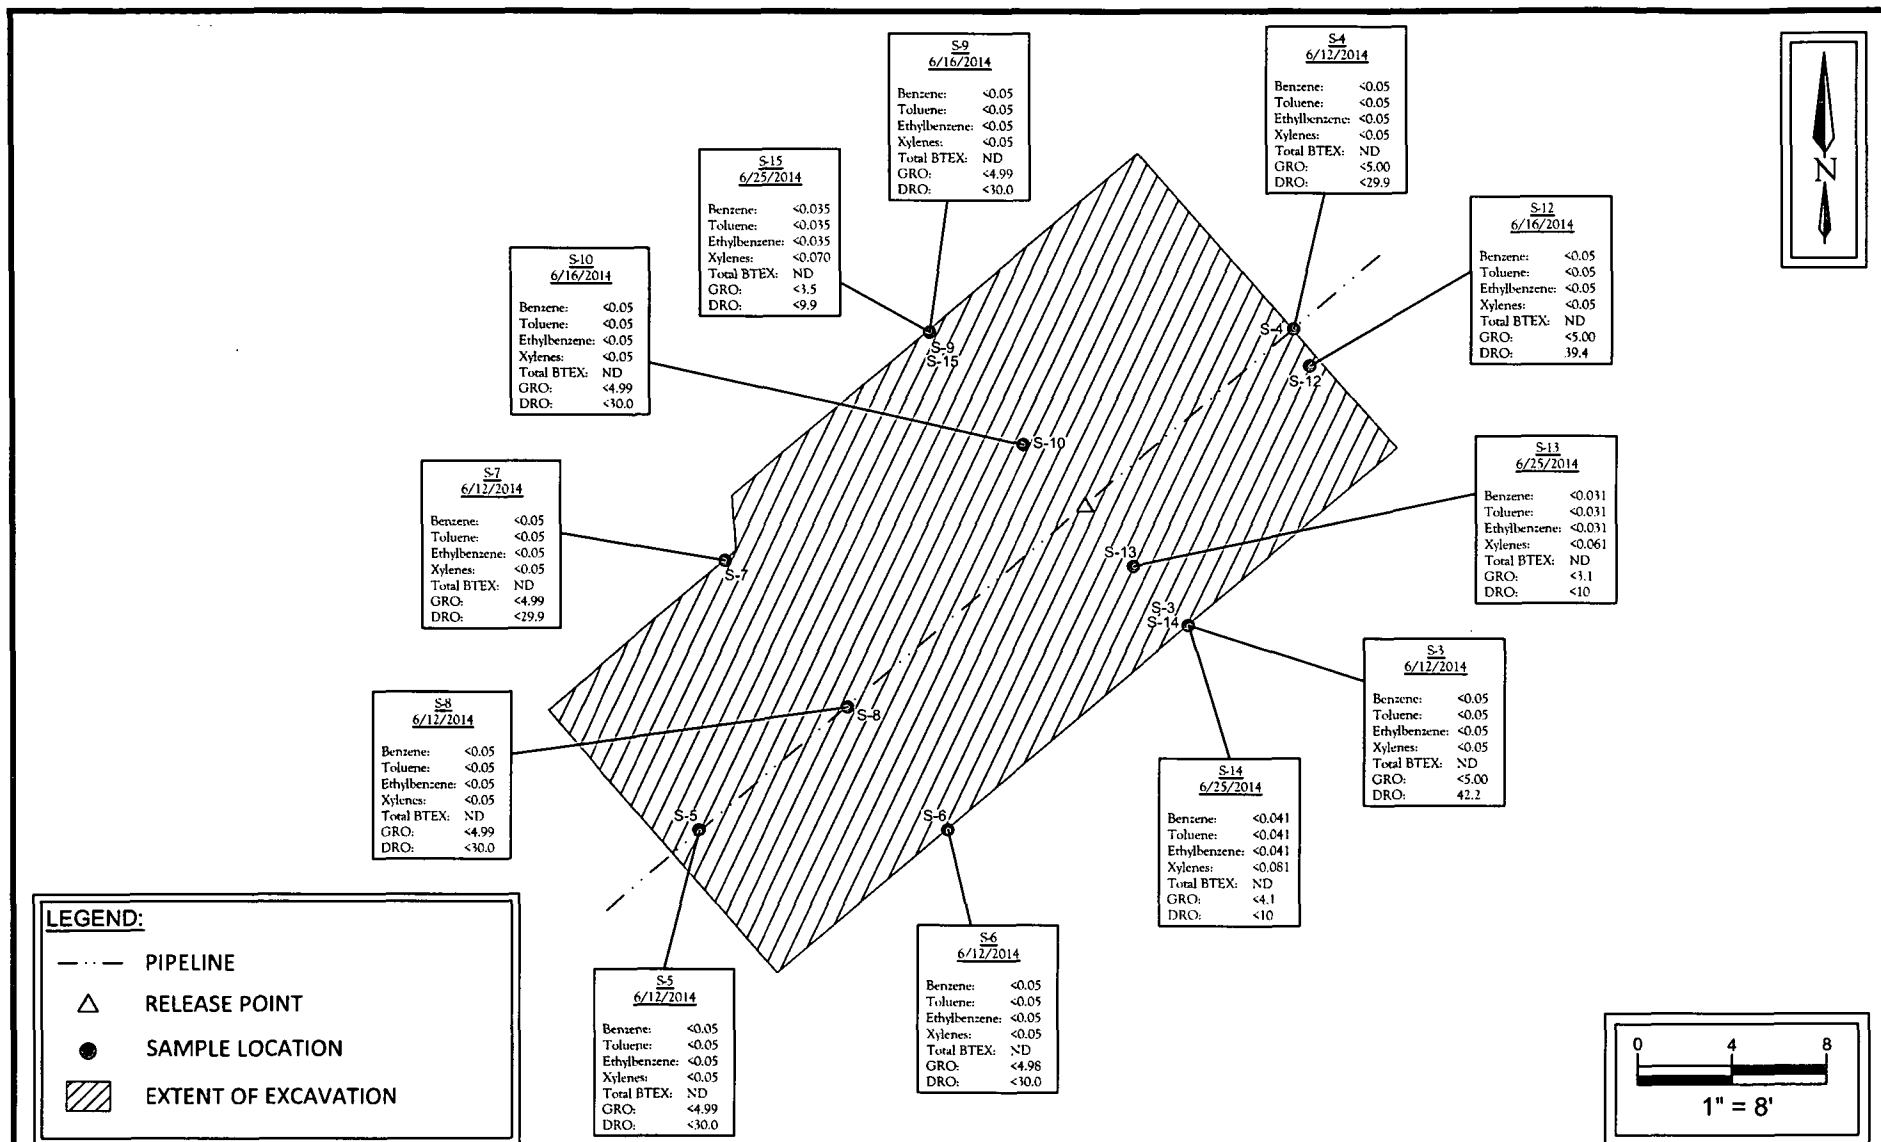 S-9
6/16/2014
Benzene: <0.05
Toluene: <0.05
Ethylbenzene: <0.05
Xylenes: <0.05
Total BTEX: ND
GRO: <4.99
DRO: <30.0
S-4
6/12/2014
Benzene: <0.05
Toluene: <0.05
Ethylbenzene: <0.05
Xylenes: <0.05
Total BTEX: ND
GRO: <5.00
DRO: <29.9
N
S-15
6/25/2014
Benzene: <0.035
Toluene: <0.035
Ethylbenzene: <0.035
Xylenes: <0.070
Total BTEX: ND
GRO: <3.5
DRO: <9.9
S-12
6/16/2014
Benzene: <0.05
Toluene: <0.05
Ethylbenzene: <0.05
Xylenes: <0.05
Total BTEX: ND
GRO: <5.00
DRO: 39.4
S-10
6/16/2014
Benzene: <0.05
Toluene: <0.05
Ethylbenzene: <0.05
Xylenes: <0.05
Total BTEX: ND
GRO: <4.99
DRO: <30.0
S-4
S-9
S-15
S-12
S-10
S-13
6/25/2014
Benzene: <0.031
Toluene: <0.031
Ethylbenzene: <0.031
Xylenes: <0.061
Total BTEX: ND
GRO: <3.1
DRO: <10
S-7
6/12/2014
Benzene: <0.05
Toluene: <0.05
Ethylbenzene: <0.05
Xylenes: <0.05
Total BTEX: ND
GRO: <4.99
DRO: <29.9
S-13
S-7
S-3
S-14
S-3
6/12/2014
Benzene: <0.05
Toluene: <0.05
Ethylbenzene: <0.05
Xylenes: <0.05
Total BTEX: ND
GRO: <5.00
DRO: 42.2
S-8
6/12/2014
Benzene: <0.05
Toluene: <0.05
Ethylbenzene: <0.05
Xylenes: <0.05
Total BTEX: ND
GRO: <4.99
DRO: <30.0
S-8
S-14
6/25/2014
Benzene: <0.041
Toluene: <0.041
Ethylbenzene: <0.041
Xylenes: <0.081
Total BTEX: ND
GRO: <4.1
DRO: <10
S-5
S-6
S-6
6/12/2014
Benzene: <0.05
Toluene: <0.05
Ethylbenzene: <0.05
Xylenes: <0.05
Total BTEX: ND
GRO: <4.98
DRO: <30.0
S-5
6/12/2014
Benzene: <0.05
Toluene: <0.05
Ethylbenzene: <0.05
Xylenes: <0.05
Total BTEX: ND
GRO: <4.99
DRO: <30.0
LEGEND:
PIPELINE
RELEASE POINT
SAMPLE LOCATION
EXTENT OF EXCAVATION
0 4 8
1" = 8'